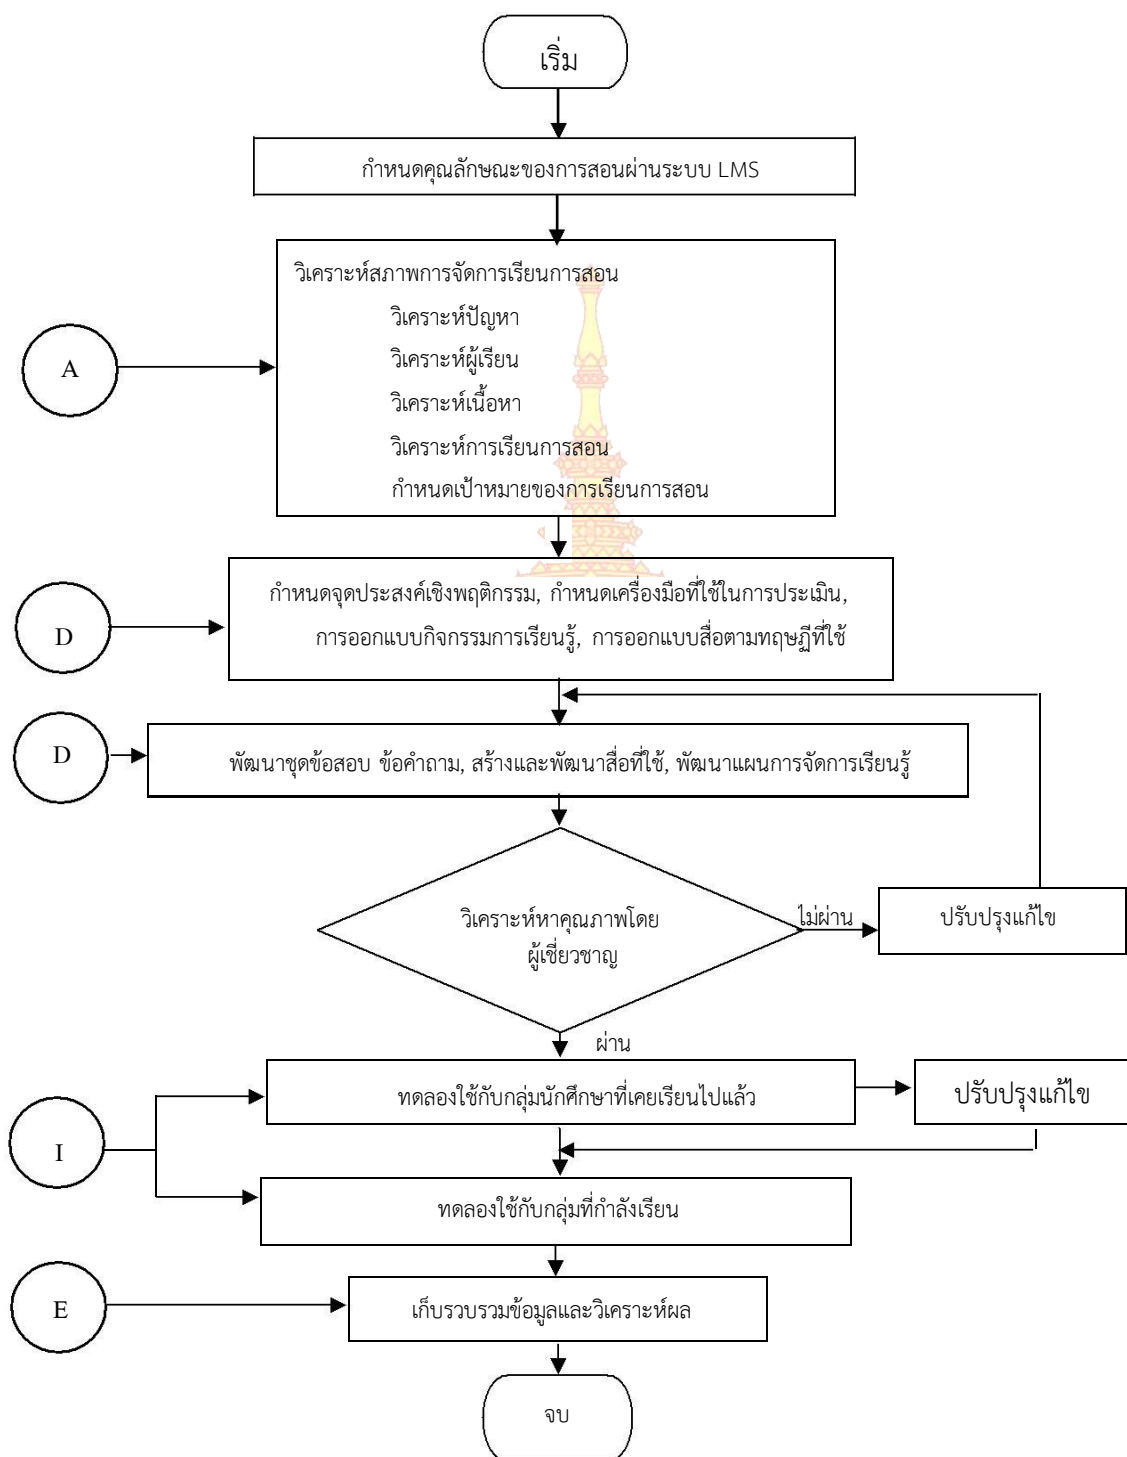 เริ่ม
กำหนดคุณลักษณะของการสอนผ่านระบบ LMS
วิเคราะห์สภาพการจัดการเรียนการสอน
วิเคราะห์ปัญหา
A
วิเคราะห์ผู้เรียน
วิเคราะห์เนื้อหา
วิเคราะห์การเรียนการสอน
กำหนดเป้าหมายของการเรียนการสอน
D
กำหนดจุดประสงค์เชิงพฤติกรรม, กำหนดเครื่องมือที่ใช้ในการประเมิน,
การออกแบบกิจกรรมการเรียนรู้, การออกแบบสื่อตามทฤษฏีที่ใช้
D
พัฒนาชุดข้อสอบ ข้อคำถาม, สร้างและพัฒนาสื่อที่ใช้, พัฒนาแผนการจัดการเรียนรู้
วิเคราะห์หาคุณภาพโดย
ผู้เชี่ยวชาญ
ไม่ผ่าน
ปรับปรุงแก้ไข
ผ่าน
ทดลองใช้กับกลุ่มนักศึกษาที่เคยเรียนไปแล้ว
ปรับปรุงแก้ไข
I
ทดลองใช้กับกลุ่มที่กำลังเรียน
E
เก็บรวบรวมข้อมูลและวิเคราะห์ผล
จบ